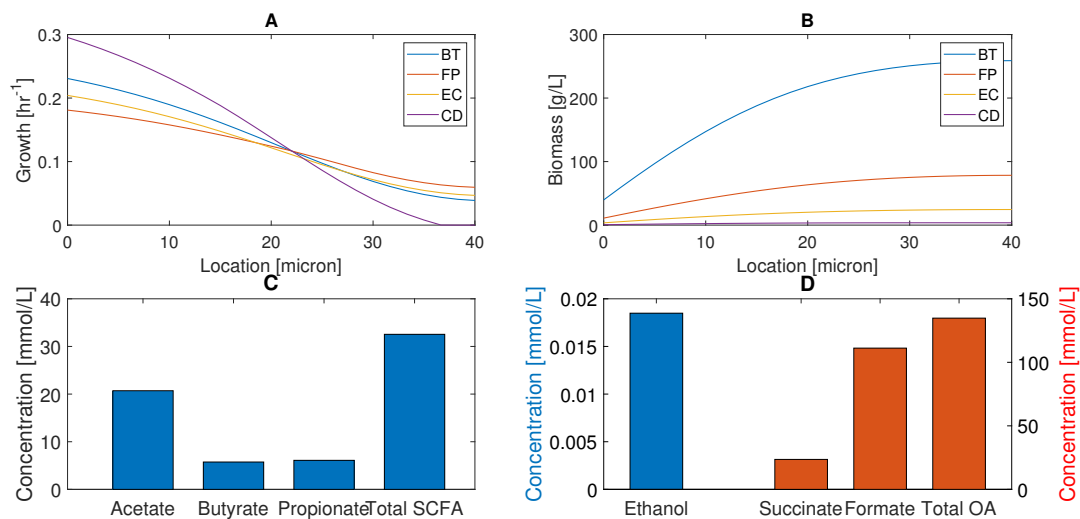 A
Growth [hr⁻¹]
0.3
0.2
0.1
0
BT
FP
EC
CD
0 10 20 30 40
Location [micron]
B
Biomass [g/L]
300
200
100
0
BT
FP
EC
CD
0 10 20 30 40
Location [micron]
C
Concentration [mmol/L]
40
30
20
10
0
Acetate Butyrate Propionate Total SCFA
D
Concentration [mmol/L]
0.02
0.015
0.01
0.005
0
Ethanol Succinate Formate Total OA
150
100
50
0
Concentration [mmol/L]